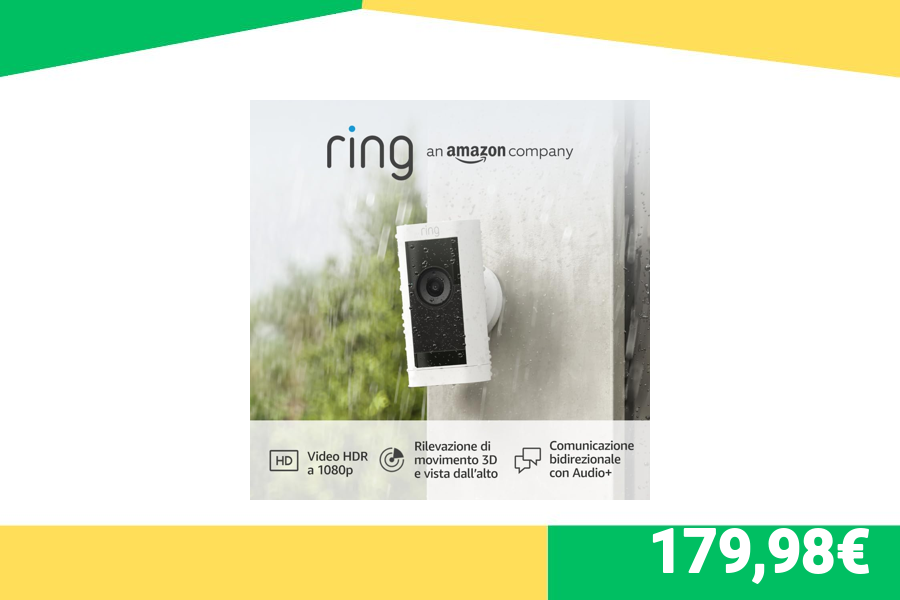 ring an amazon company
ring
HD
Video HDR
a 1080p
Rilevazione di
movimento 3D
e vista dall'alto
Comunicazione
bidirezionale
con Audio+
179,98€